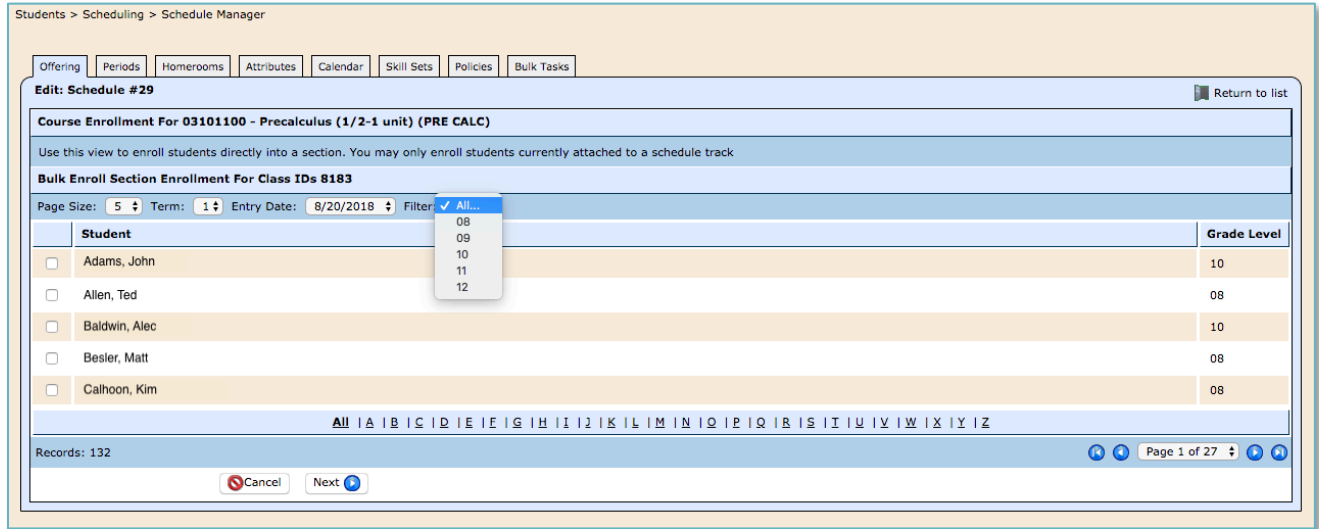 Students > Scheduling > Schedule Manager
Offering Periods Homerooms Attributes Calendar Skill Sets Policies Bulk Tasks
Edit: Schedule #29 Return to list
Course Enrollment For 03101100 - Precalculus (1/2-1 unit) (PRE CALC)
Use this view to enroll students directly into a section. You may only enroll students currently attached to a schedule track
Bulk Enroll Section Enrollment For Class IDs 8183
Page Size: 5 Term: 1 Entry Date: 8/20/2018 Filter: ✓ All...
08
09
10
11
12
Student Grade Level
Adams, John 10
Allen, Ted 08
Baldwin, Alec 10
Besler, Matt 08
Calhoon, Kim 08
All | A | B | C | D | E | F | G | H | I | J | K | L | M | N | O | P | Q | R | S | T | U | V | W | X | Y | Z
Records: 132 Page 1 of 27
Cancel Next